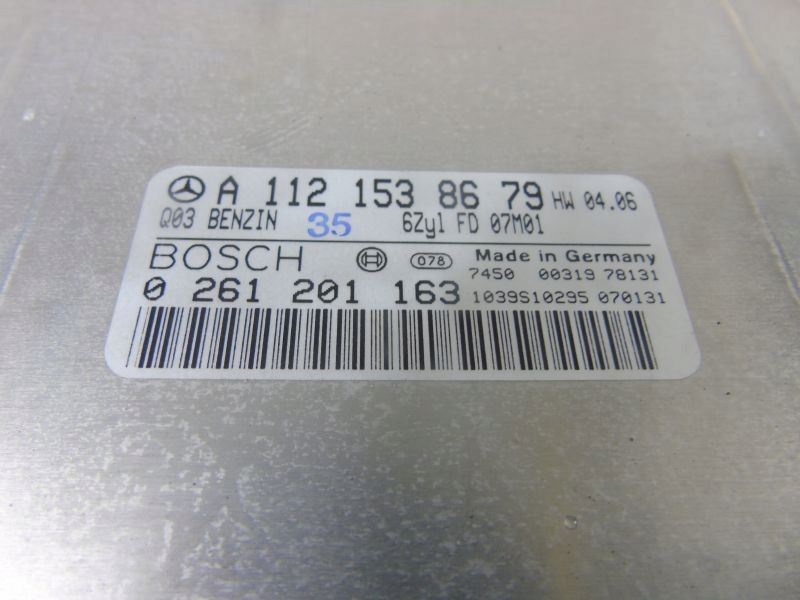 A 112 153 86 79 HW 04.06
Q03 BENZIN 35 6Zyl FD 07M01
BOSCH 078 Made in Germany
7450 00319 78131
0 261 201 163 1039S10295 070131